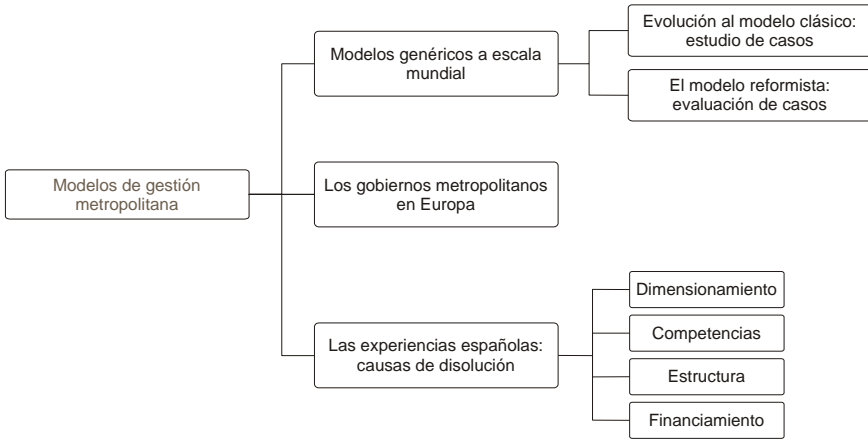 Modelos de gestión
metropolitana
Modelos genéricos a escala
mundial
Evolución al modelo clásico:
estudio de casos
El modelo reformista:
evaluación de casos
Los gobiernos metropolitanos
en Europa
Las experiencias españolas:
causas de disolución
Dimensionamiento
Competencias
Estructura
Financiamiento